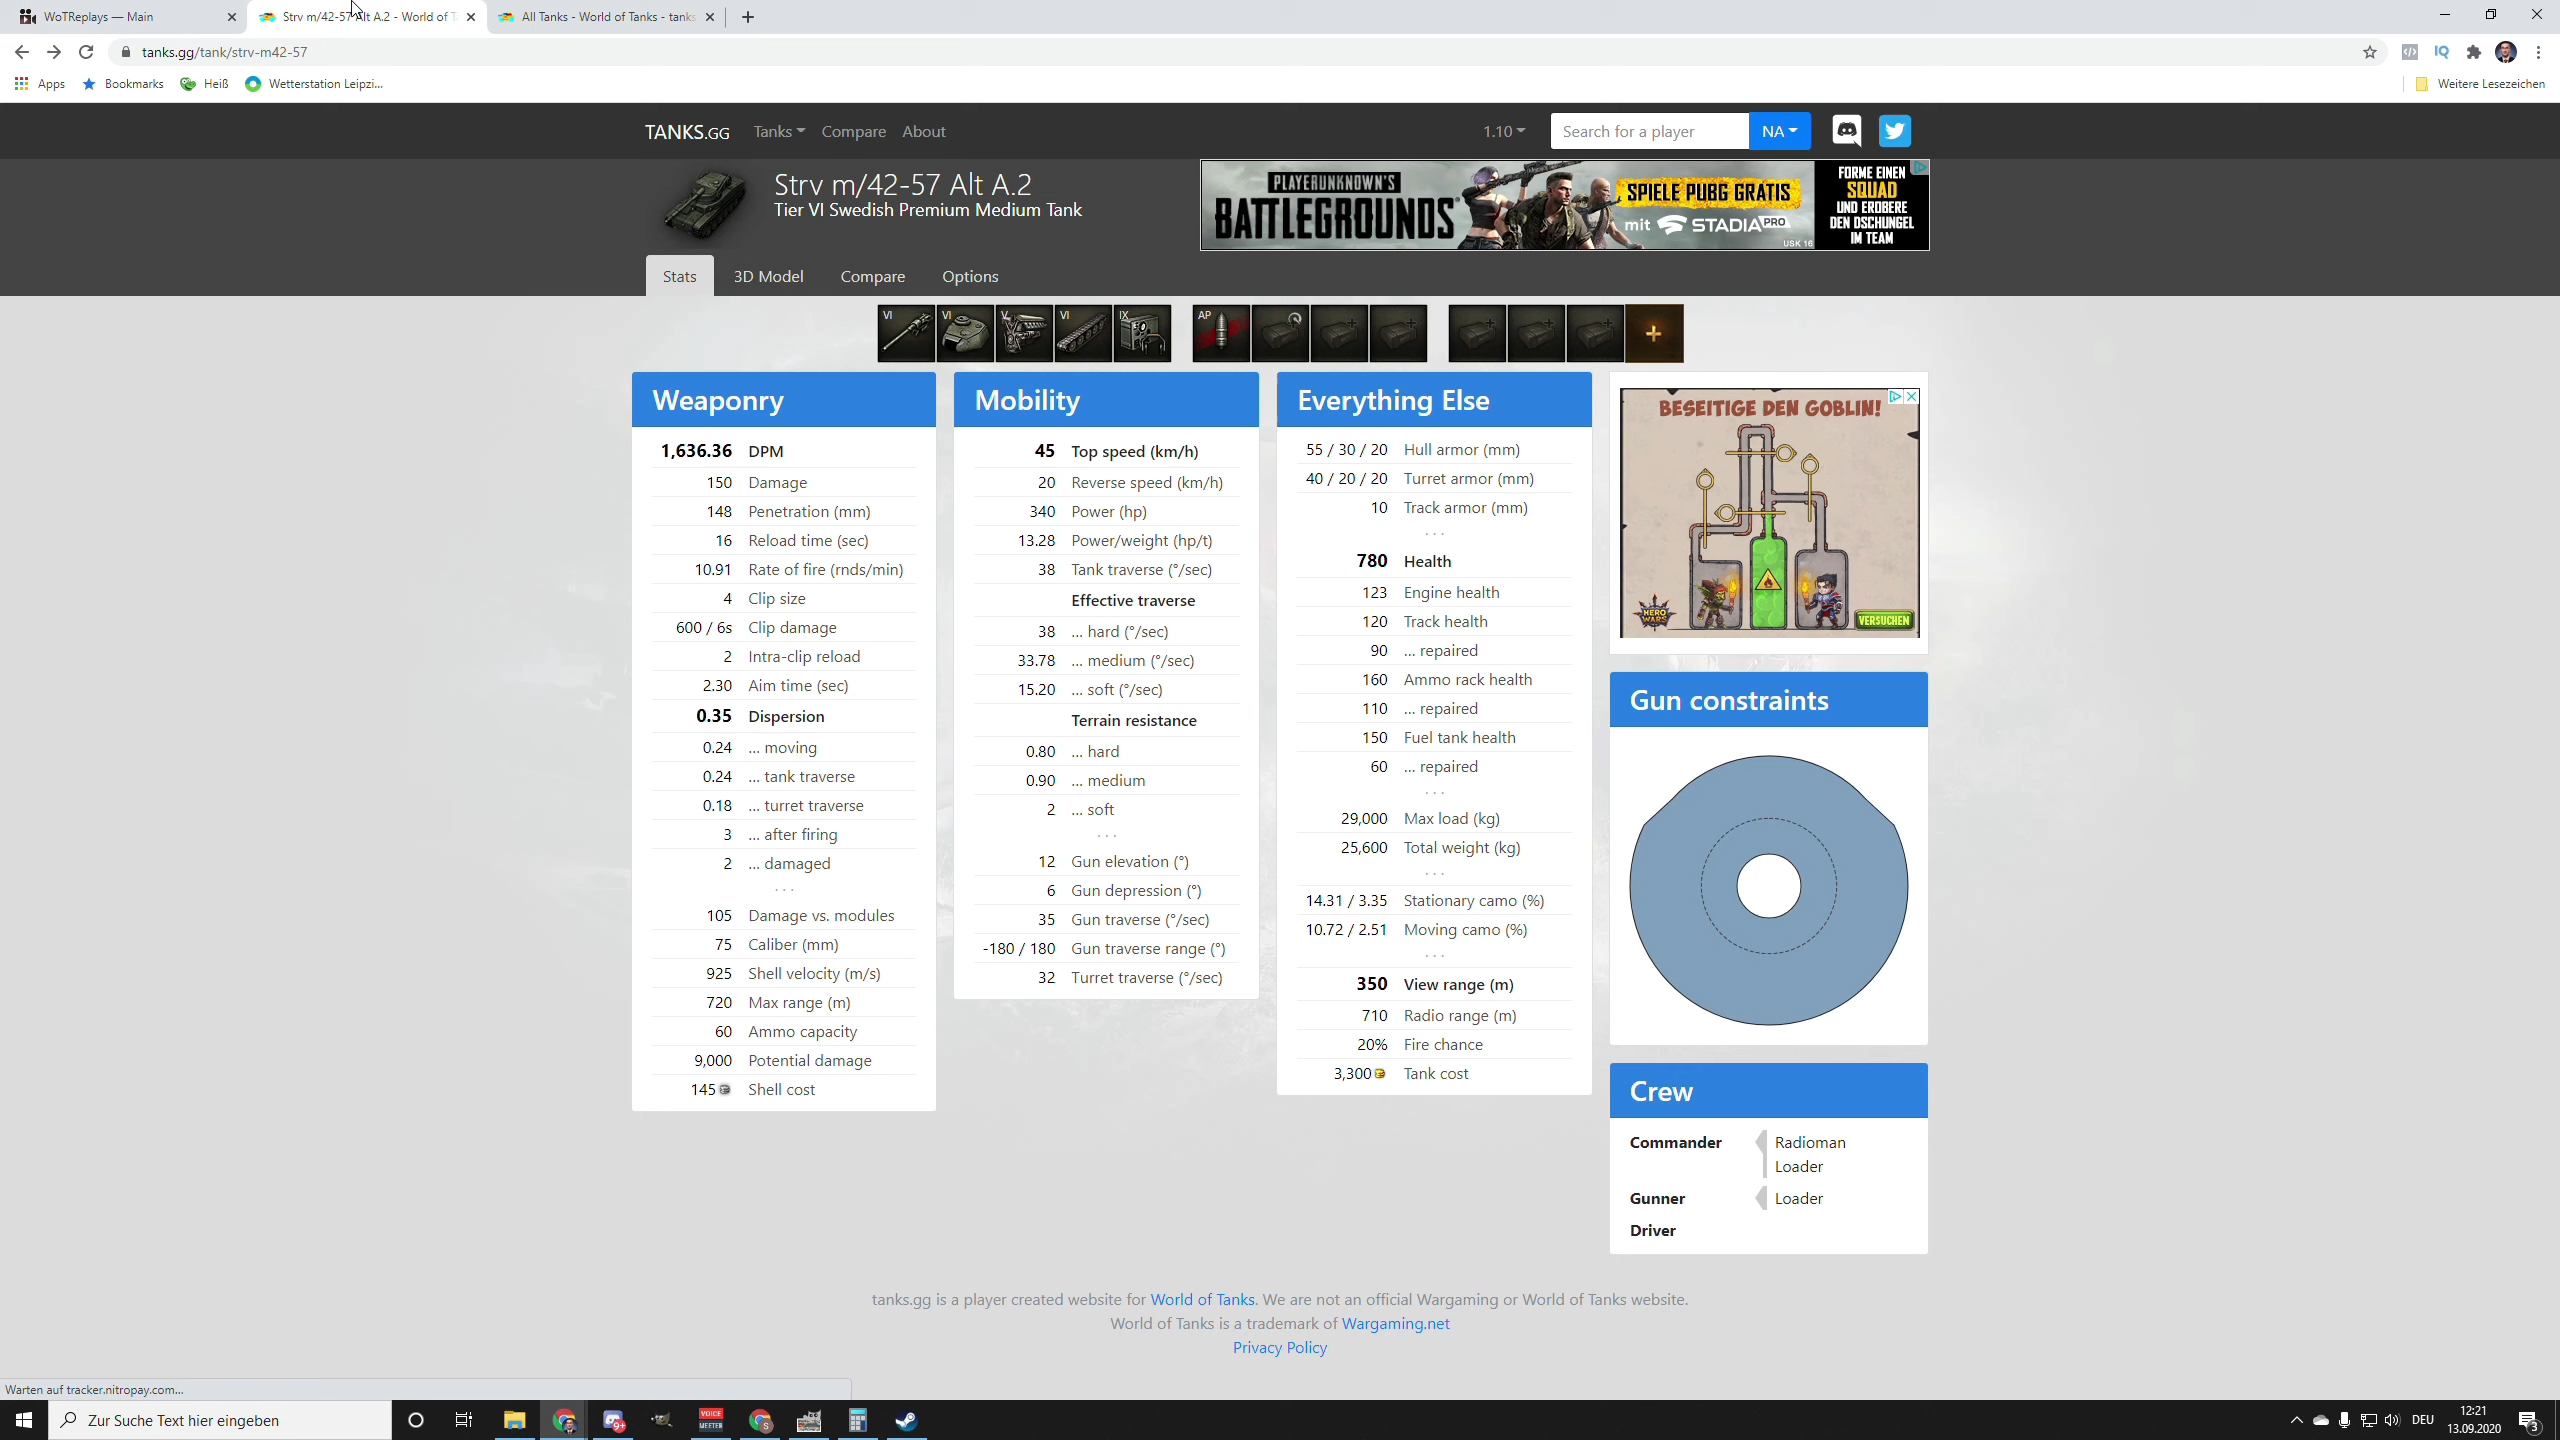 WoTReplays — Main
Strv m/42-57 Alt A.2 - World of T
All Tanks - World of Tanks - tanks
tanks.gg/tank/strv-m42-57
Apps
Bookmarks
Heiß
Wetterstation Leipzi...
Weitere Lesezeichen
TANKS.GG
Tanks
Compare
About
1.10
Search for a player
NA
Strv m/42-57 Alt A.2
Tier VI Swedish Premium Medium Tank
PLAYERUNKNOWN'S
BATTLEGROUNDS
SPIELE PUBG GRATIS
mit STADIA PRO
USK 16
FORME EINEN
SQUAD
UND EROBERE
DEN DSCHUNGEL
IM TEAM
Stats
3D Model
Compare
Options
VI
VI
V
VI
IX
AP
Weaponry
1,636.36 DPM
150 Damage
148 Penetration (mm)
16 Reload time (sec)
10.91 Rate of fire (rnds/min)
4 Clip size
600 / 6s Clip damage
2 Intra-clip reload
2.30 Aim time (sec)
0.35 Dispersion
0.24 ... moving
0.24 ... tank traverse
0.18 ... turret traverse
3 ... after firing
2 ... damaged
...
105 Damage vs. modules
75 Caliber (mm)
925 Shell velocity (m/s)
720 Max range (m)
60 Ammo capacity
9,000 Potential damage
145 Shell cost
Mobility
45 Top speed (km/h)
20 Reverse speed (km/h)
340 Power (hp)
13.28 Power/weight (hp/t)
38 Tank traverse (°/sec)
Effective traverse
38 ... hard (°/sec)
33.78 ... medium (°/sec)
15.20 ... soft (°/sec)
Terrain resistance
0.80 ... hard
0.90 ... medium
2 ... soft
...
12 Gun elevation (°)
6 Gun depression (°)
35 Gun traverse (°/sec)
-180 / 180 Gun traverse range (°)
32 Turret traverse (°/sec)
Everything Else
55 / 30 / 20 Hull armor (mm)
40 / 20 / 20 Turret armor (mm)
10 Track armor (mm)
...
780 Health
123 Engine health
120 Track health
90 ... repaired
160 Ammo rack health
110 ... repaired
150 Fuel tank health
60 ... repaired
...
29,000 Max load (kg)
25,600 Total weight (kg)
...
14.31 / 3.35 Stationary camo (%)
10.72 / 2.51 Moving camo (%)
...
350 View range (m)
710 Radio range (m)
20% Fire chance
3,300 Tank cost
BESEITIGE DEN GOBLIN!
HERO
WARS
VERSUCHEN
Gun constraints
Crew
Commander
Radioman
Loader
Gunner
Loader
Driver
tanks.gg is a player created website for World of Tanks. We are not an official Wargaming or World of Tanks website.
World of Tanks is a trademark of Wargaming.net
Privacy Policy
Warten auf tracker.nitropay.com...
Zur Suche Text hier eingeben
9+
VOICE
MEETER
S
DEU
12:21
13.09.2020
3